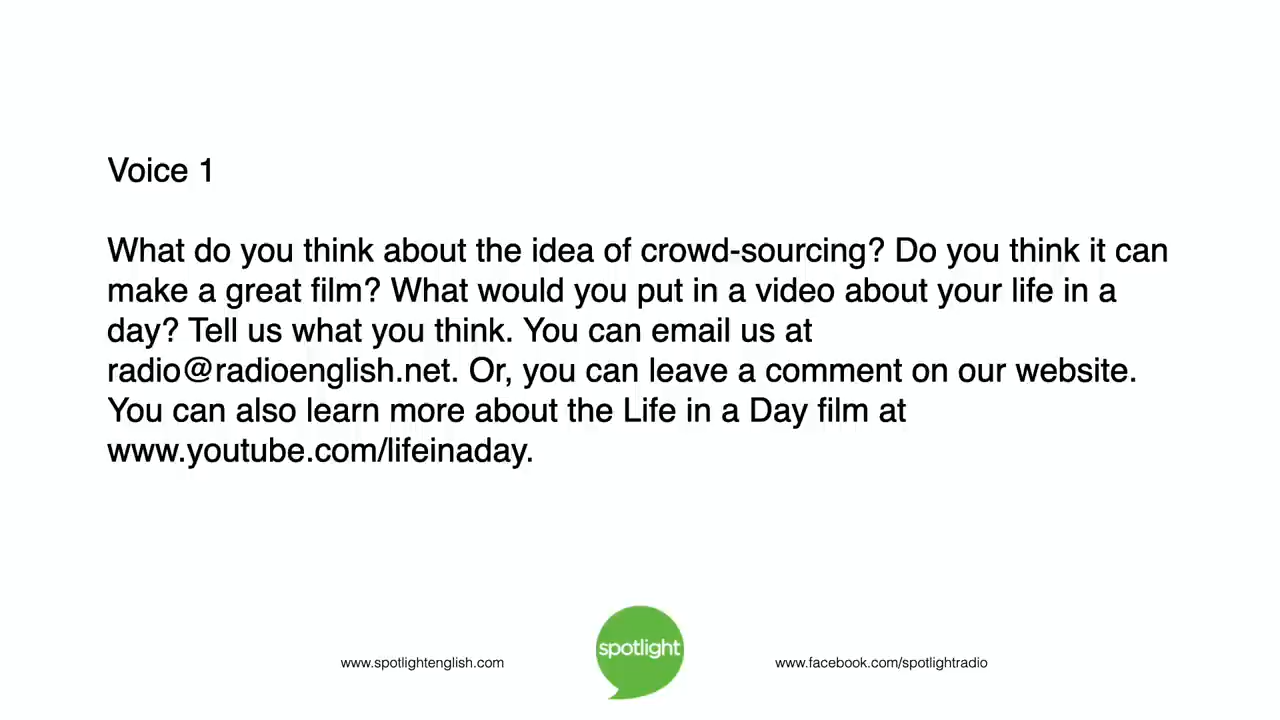 Voice 1
What do you think about the idea of crowd-sourcing? Do you think it can
make a great film? What would you put in a video about your life in a
day? Tell us what you think. You can email us at
radio@radioenglish.net. Or, you can leave a comment on our website.
You can also learn more about the Life in a Day film at
www.youtube.com/lifeinaday.
www.spotlightenglish.com
spotlight
www.facebook.com/spotlightradio